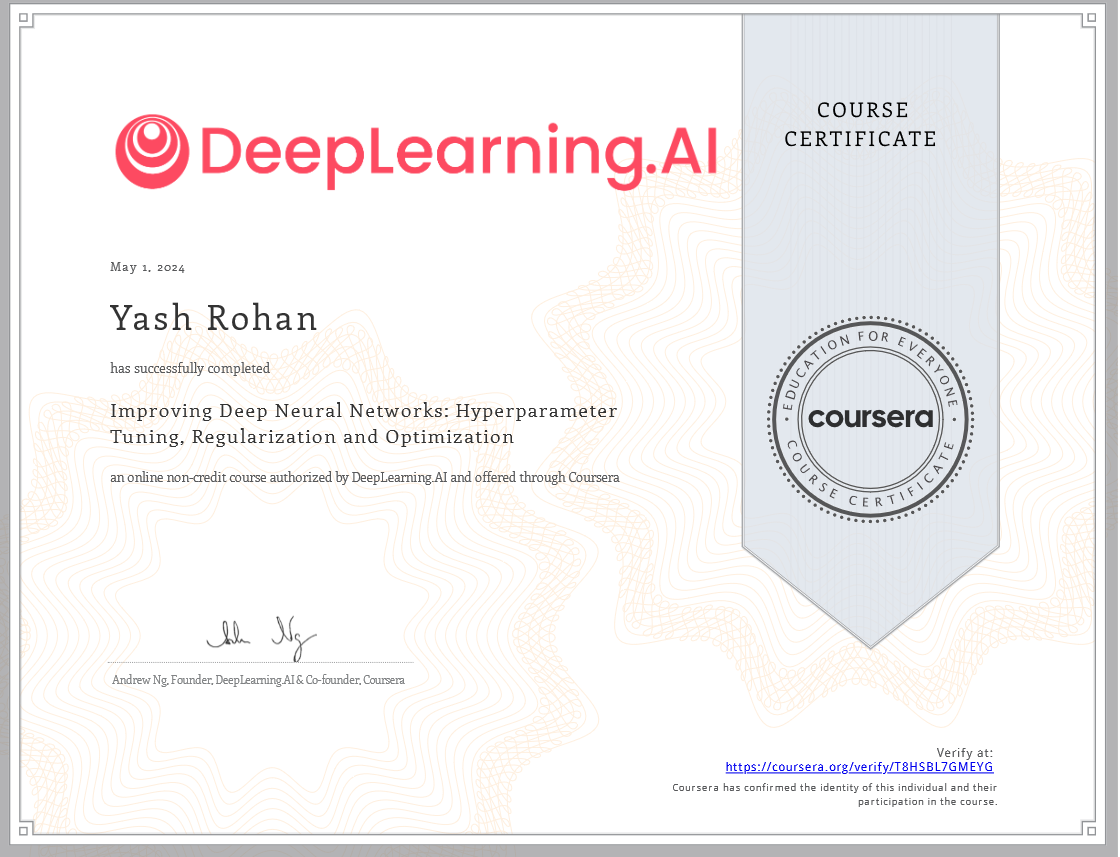 DeepLearning.AI
COURSE
CERTIFICATE
May 1, 2024
Yash Rohan
has successfully completed
Improving Deep Neural Networks: Hyperparameter
Tuning, Regularization and Optimization
an online non-credit course authorized by DeepLearning.AI and offered through Coursera
EDUCATION FOR EVERYONE
coursera
COURSE CERTIFICATE
Andrew Ng
Andrew Ng, Founder, DeepLearning.AI & Co-founder, Coursera
Verify at:
https://coursera.org/verify/T8HSBL7GMEYG
Coursera has confirmed the identity of this individual and their
participation in the course.